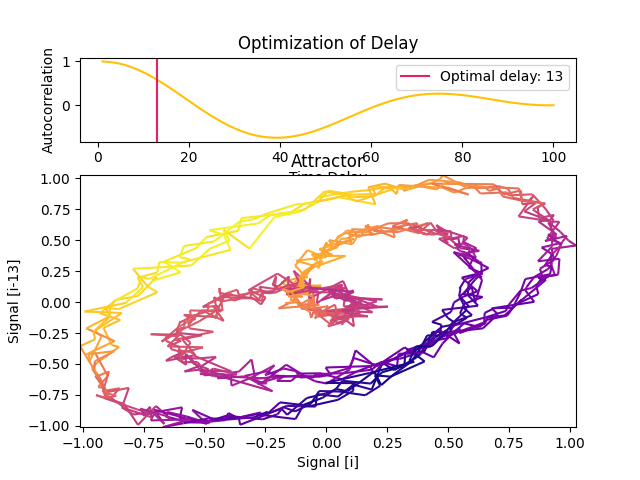 Optimization of Delay
Autocorrelation
1
0
Optimal delay: 13
0 20 40 60 80 100
Attractor
Signal [i-13]
1.00
0.75
0.50
0.25
0.00
−0.25
−0.50
−0.75
−1.00
−1.00 −0.75 −0.50 −0.25 0.00 0.25 0.50 0.75 1.00
Signal [i]